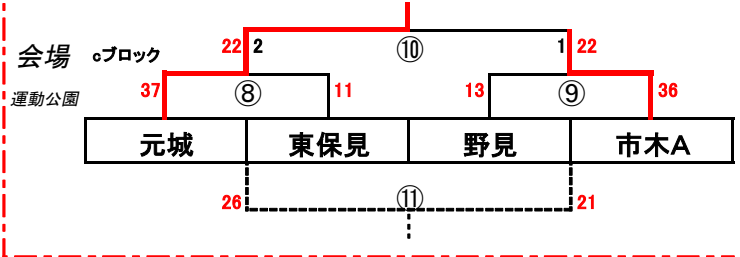 22 2 ⑩ 1 22
会場 cブロック
37 ⑧ 11 13 ⑨ 36
運動公園
元城 東保見 野見 市木A
26 ⑪ 21